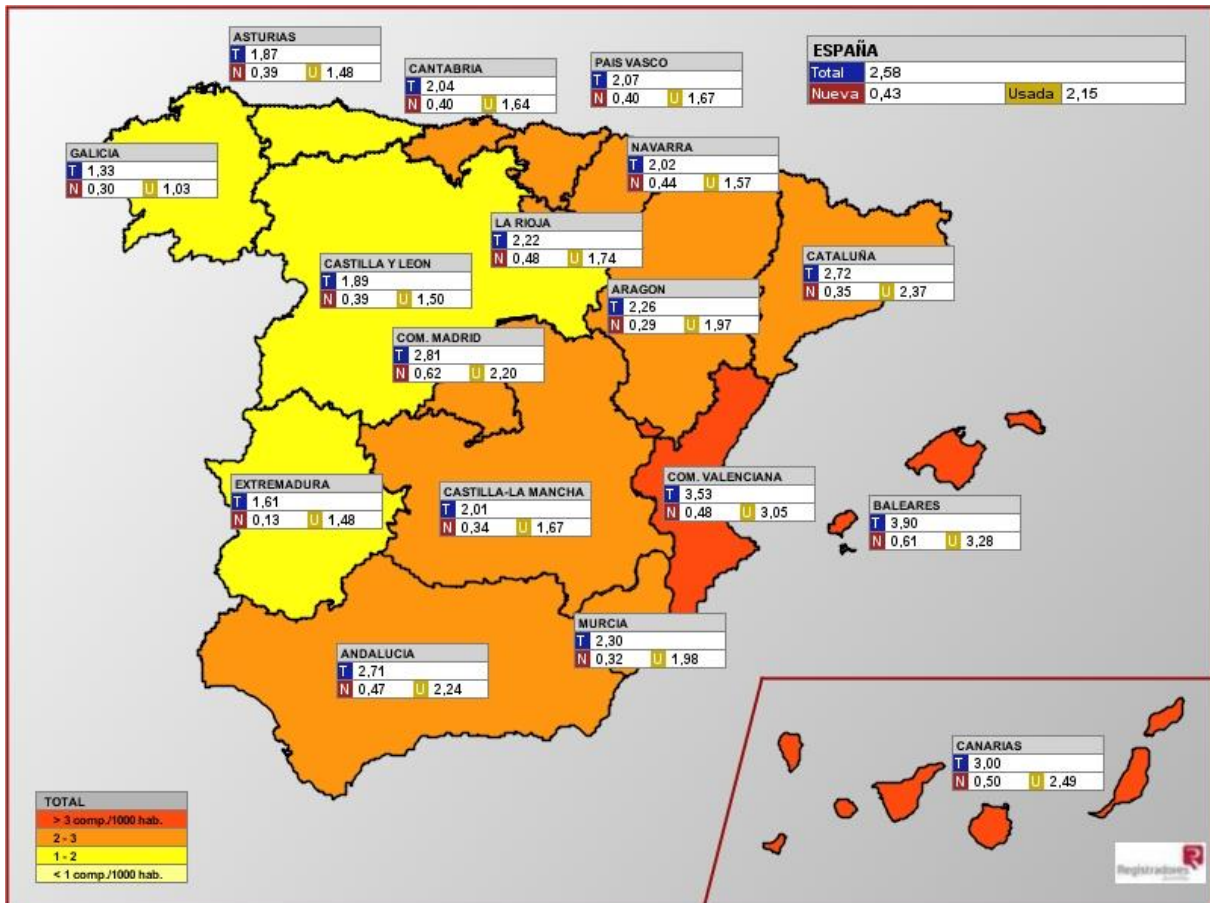 ASTURIAS
T 1,87
N 0,39 U 1,48
CANTABRIA
T 2,04
N 0,40 U 1,64
PAIS VASCO
T 2,07
N 0,40 U 1,67
ESPAÑA
Total 2,58
Nueva 0,43 Usada 2,15
GALICIA
T 1,33
N 0,30 U 1,03
NAVARRA
T 2,02
N 0,44 U 1,57
LA RIOJA
T 2,22
N 0,48 U 1,74
CASTILLA Y LEON
T 1,89
N 0,39 U 1,50
CATALUÑA
T 2,72
N 0,35 U 2,37
ARAGON
T 2,26
N 0,29 U 1,97
COM. MADRID
T 2,81
N 0,62 U 2,20
EXTREMADURA
T 1,61
N 0,13 U 1,48
CASTILLA-LA MANCHA
T 2,01
N 0,34 U 1,67
COM. VALENCIANA
T 3,53
N 0,48 U 3,05
BALEARES
T 3,90
N 0,61 U 3,28
MURCIA
T 2,30
N 0,32 U 1,98
ANDALUCIA
T 2,71
N 0,47 U 2,24
CANARIAS
T 3,00
N 0,50 U 2,49
TOTAL
> 3 comp./1000 hab.
2 - 3
1 - 2
< 1 comp./1000 hab.
Registradores